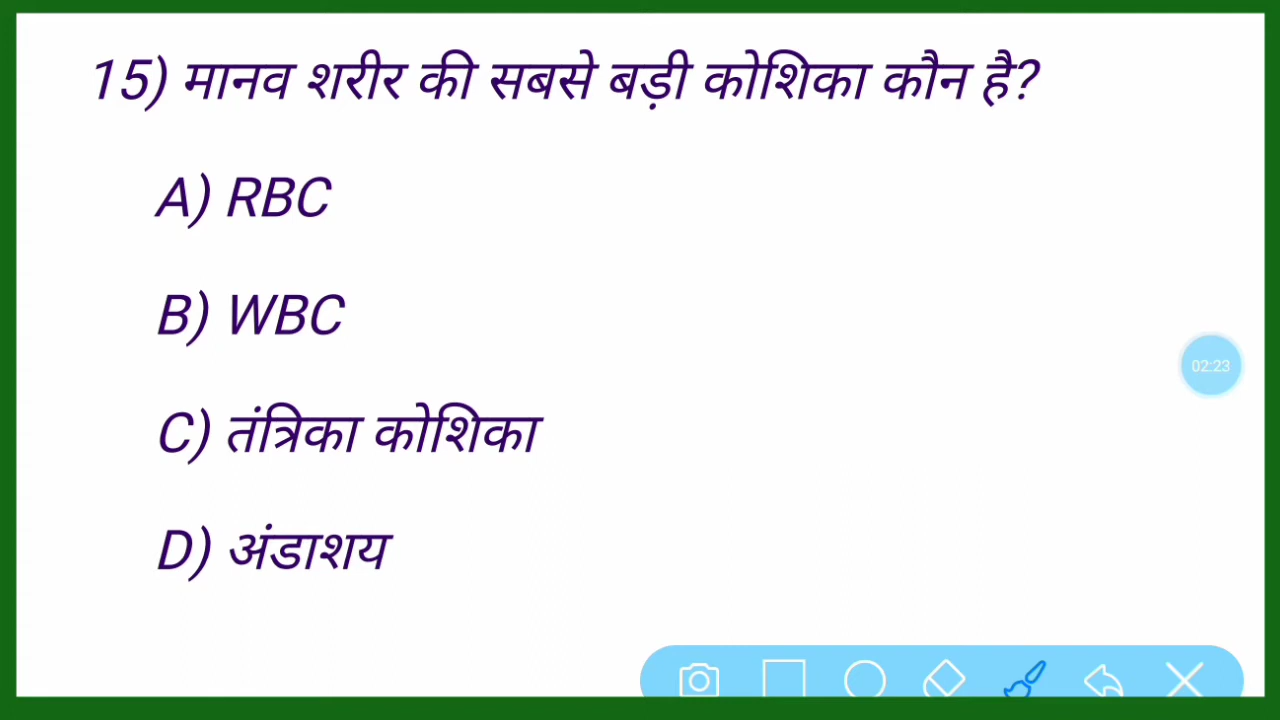 15) मानव शरीर की सबसे बड़ी कोशिका कौन है?
A) RBC
B) WBC
02:23
C) तंत्रिका कोशिका
D) अंडाशय